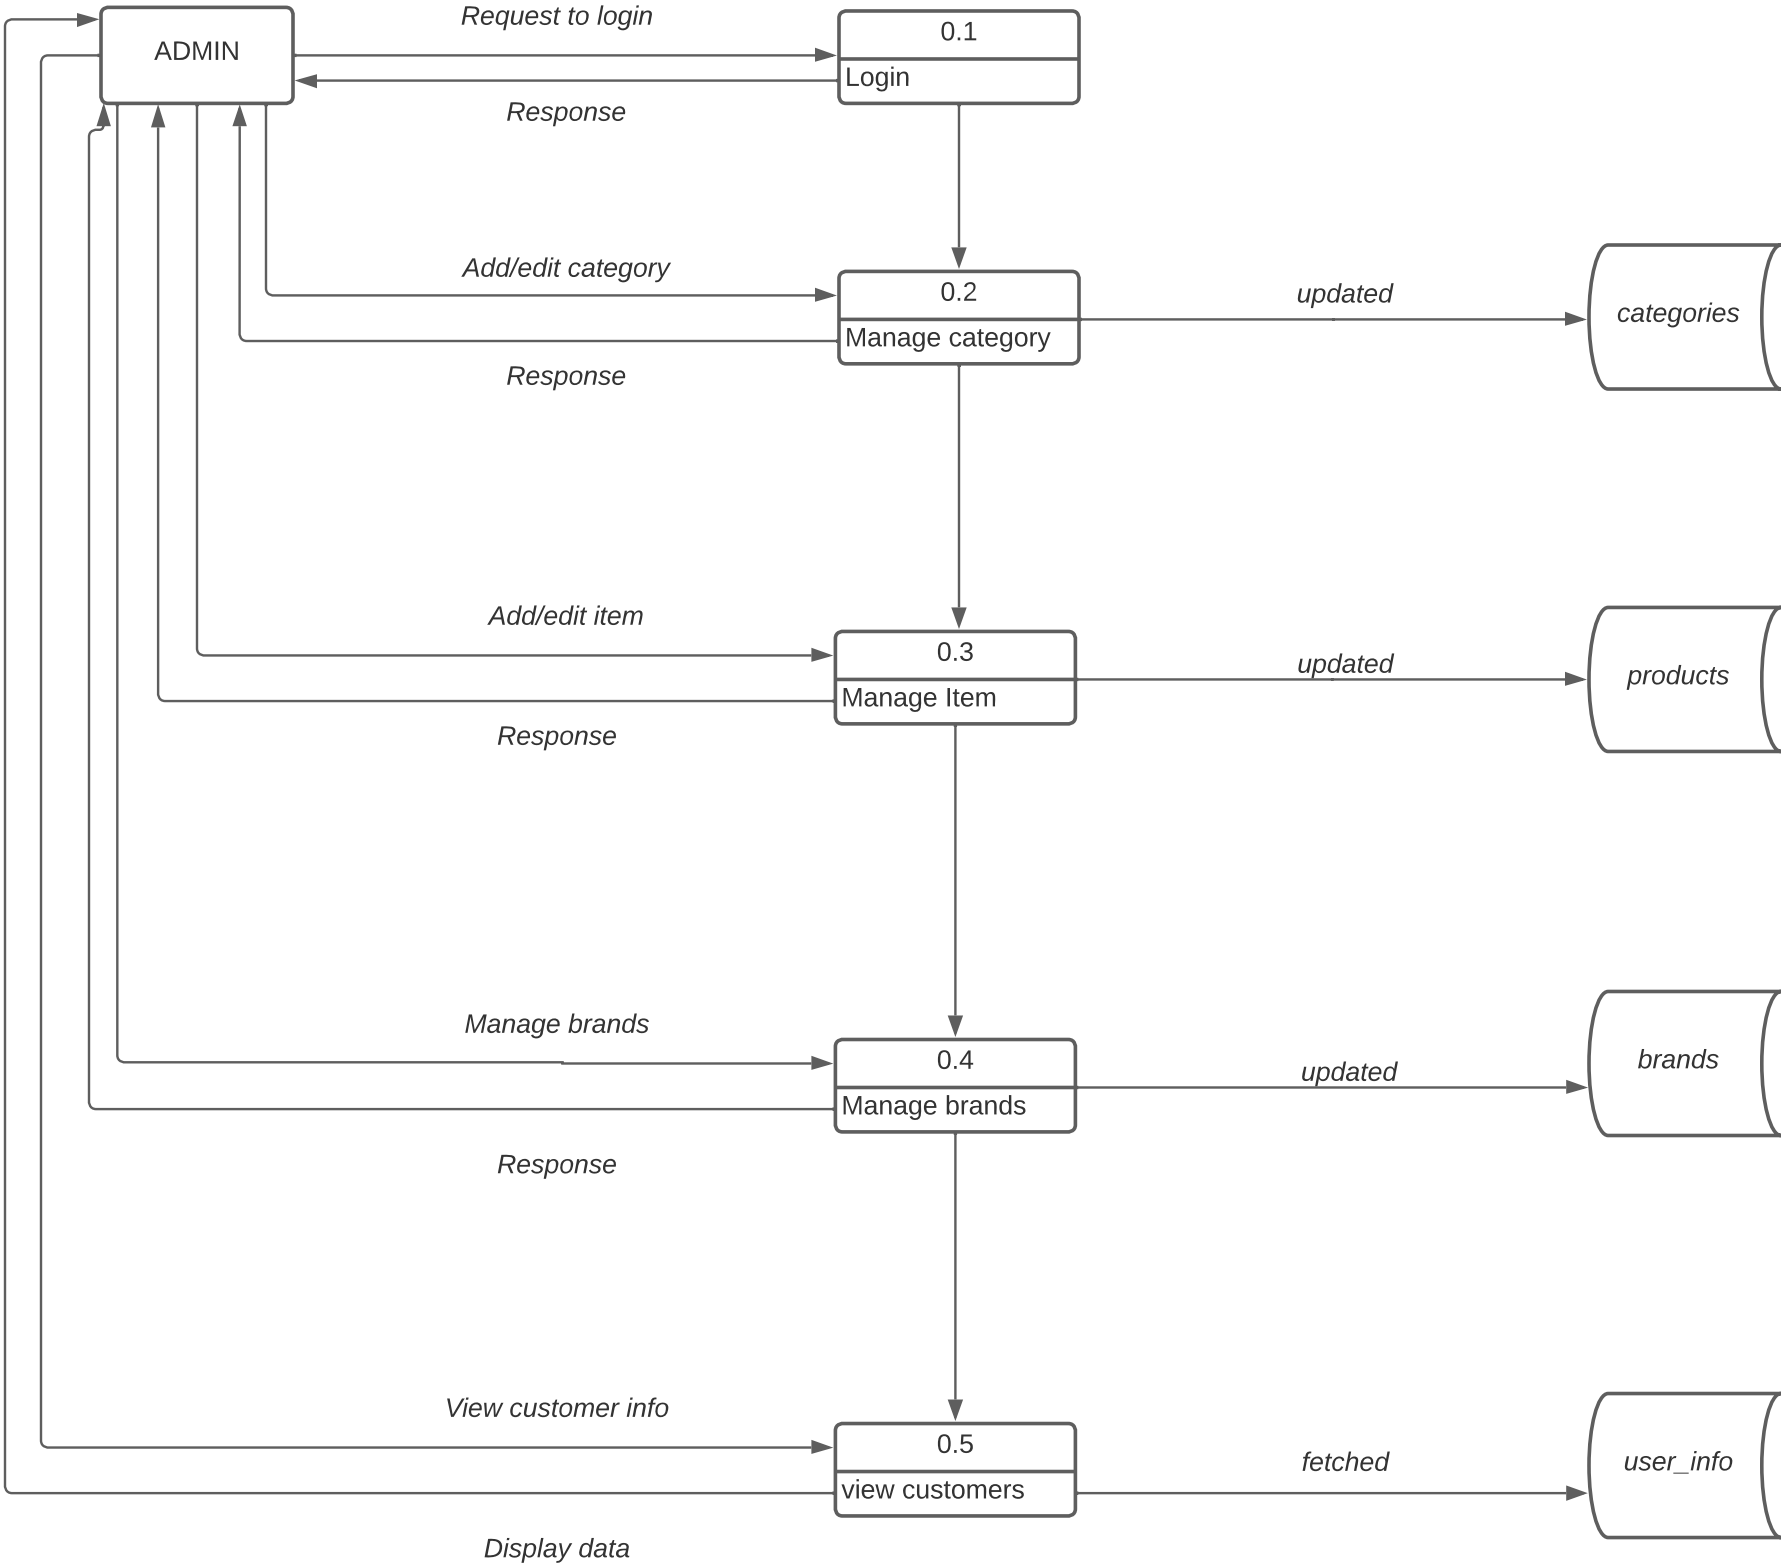 Request to login
ADMIN
0.1
Login
Response
Add/edit category
0.2
Manage category
updated
categories
Response
Add/edit item
0.3
Manage Item
updated
products
Response
Manage brands
0.4
Manage brands
updated
brands
Response
View customer info
0.5
view customers
fetched
user_info
Display data